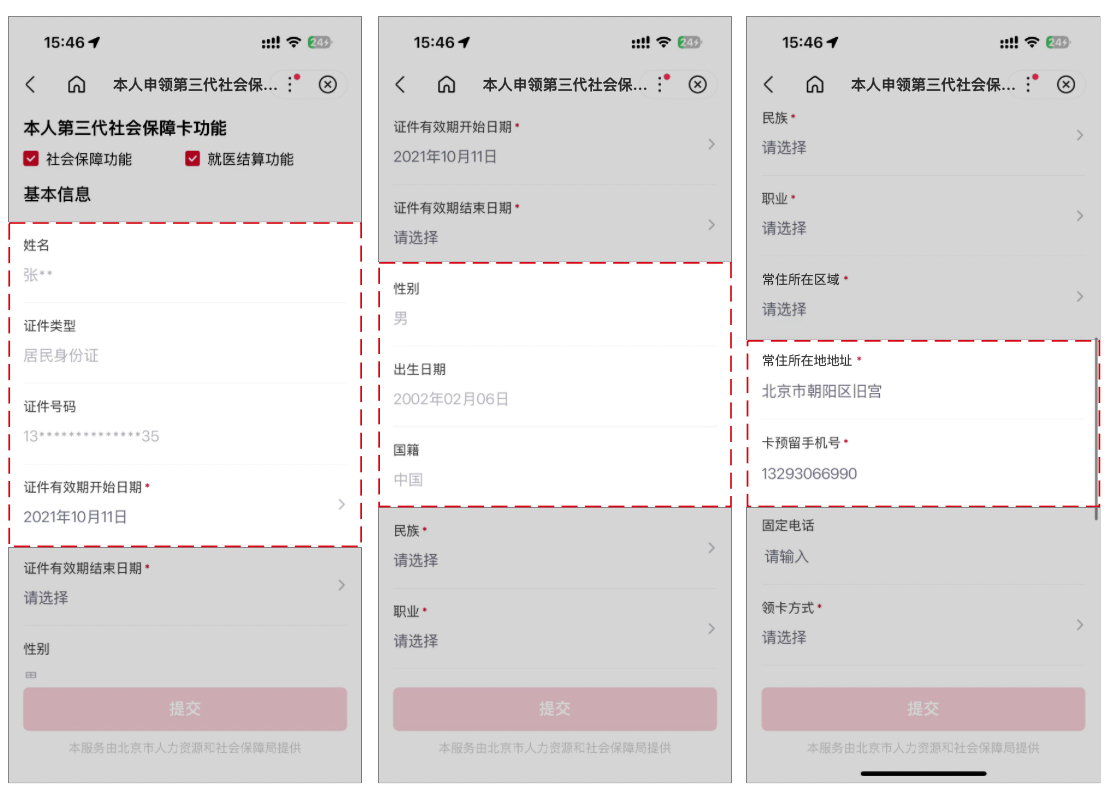 15:46
24
本人申领第三代社会保...
本人第三代社会保障卡功能
社会保障功能
就医结算功能
基本信息
姓名
张**
证件类型
居民身份证
证件号码
13**************35
证件有效期开始日期*
2021年10月11日
证件有效期结束日期*
请选择
性别
提交
本服务由北京市人力资源和社会保障局提供
15:46
24
本人申领第三代社会保...
证件有效期开始日期*
2021年10月11日
证件有效期结束日期*
请选择
性别
男
出生日期
2002年02月06日
国籍
中国
民族*
请选择
职业*
请选择
提交
本服务由北京市人力资源和社会保障局提供
15:46
24
本人申领第三代社会保...
民族*
请选择
职业*
请选择
常住所在区域*
请选择
常住所在地地址*
北京市朝阳区旧宫
卡预留手机号*
13293066990
固定电话
请输入
领卡方式*
请选择
提交
本服务由北京市人力资源和社会保障局提供